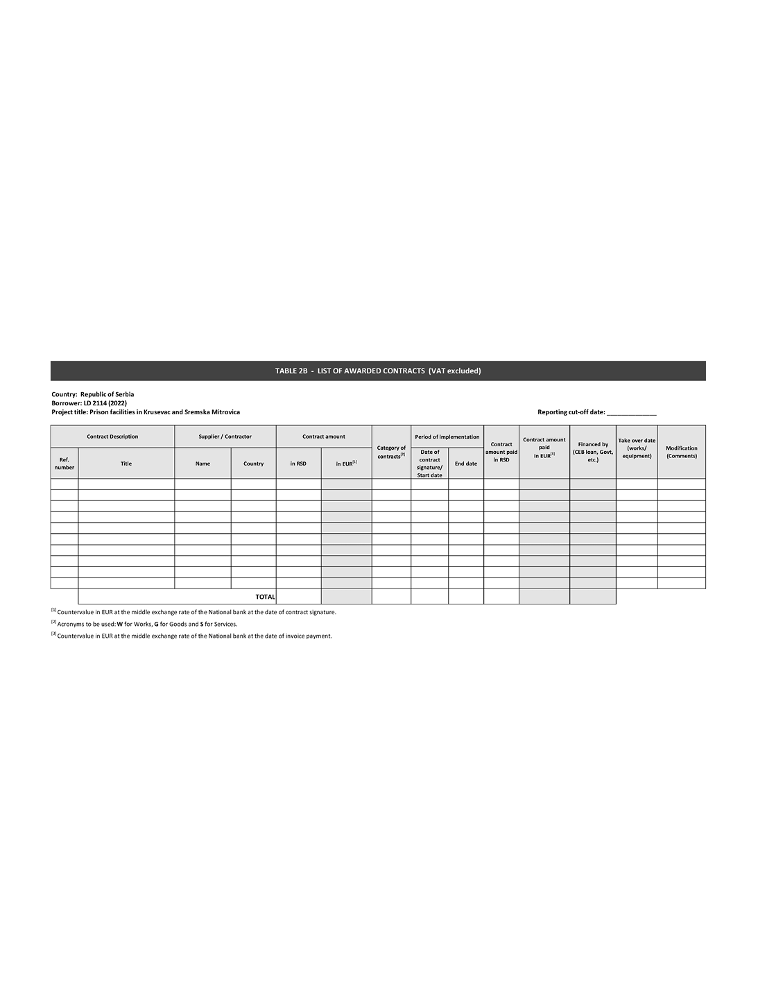 TABLE 2B - LIST OF AWARDED CONTRACTS (VAT excluded)
Country: Republic of Serbia
Borrower: LD 2114 (2022)
Project title: Prison facilities in Krusevac and Sremska Mitrovica
Reporting cut-off date: _______________
Contract Description
Supplier / Contractor
Contract amount
Category of
contracts[2]
Period of implementation
Contract
amount paid
in RSD
Contract amount
paid
in EUR[3]
Financed by
(CEB loan, Govt,
etc.)
Take over date
(works/
equipment)
Modification
(Comments)
Ref.
number
Title
Name
Country
in RSD
in EUR[1]
Date of
contract
signature/
Start date
End date
TOTAL
[1] Countervalue in EUR at the middle exchange rate of the National bank at the date of contract signature.
[2] Acronyms to be used: W for Works, G for Goods and S for Services.
[3] Countervalue in EUR at the middle exchange rate of the National bank at the date of invoice payment.